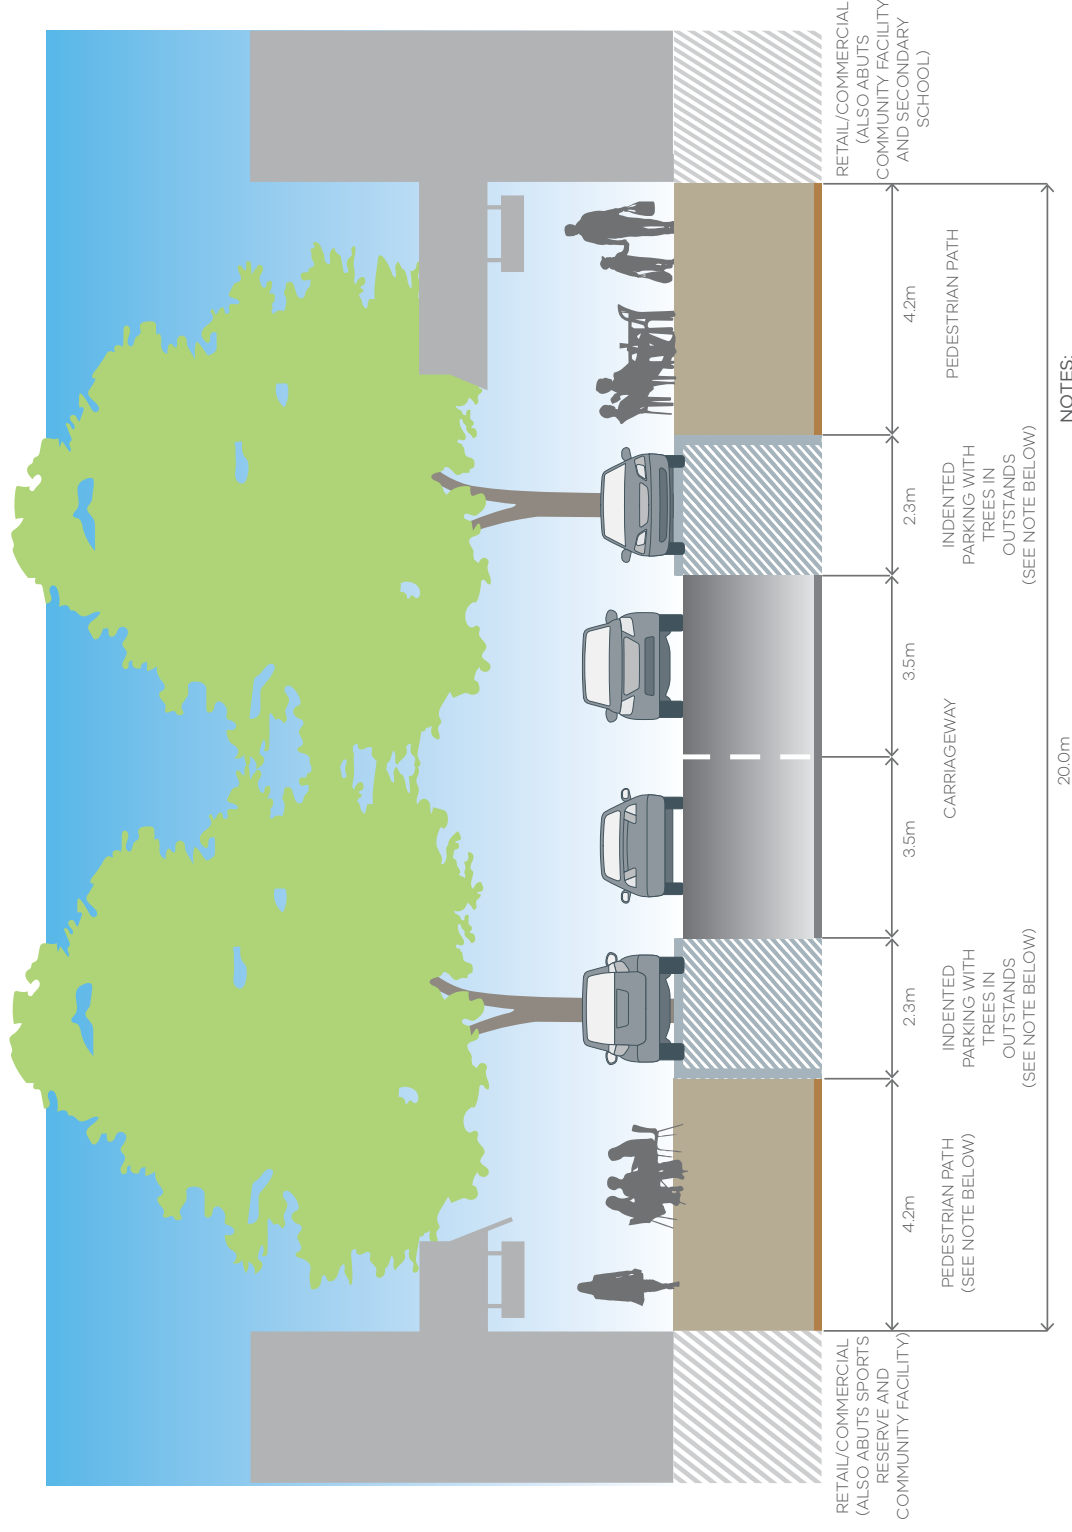 RETAIL/COMMERCIAL
(ALSO ABUTS SPORTS
RESERVE AND
COMMUNITY FACILITY)
RETAIL/COMMERCIAL
(ALSO ABUTS
COMMUNITY FACILITY
AND SECONDARY
SCHOOL)
4.2m
2.3m
3.5m
3.5m
2.3m
4.2m
PEDESTRIAN PATH
(SEE NOTE BELOW)
INDENTED
PARKING WITH
TREES IN
OUTSTANDS
(SEE NOTE BELOW)
CARRIAGEWAY
INDENTED
PARKING WITH
TREES IN
OUTSTANDS
(SEE NOTE BELOW)
PEDESTRIAN PATH
20.0m
NOTES: